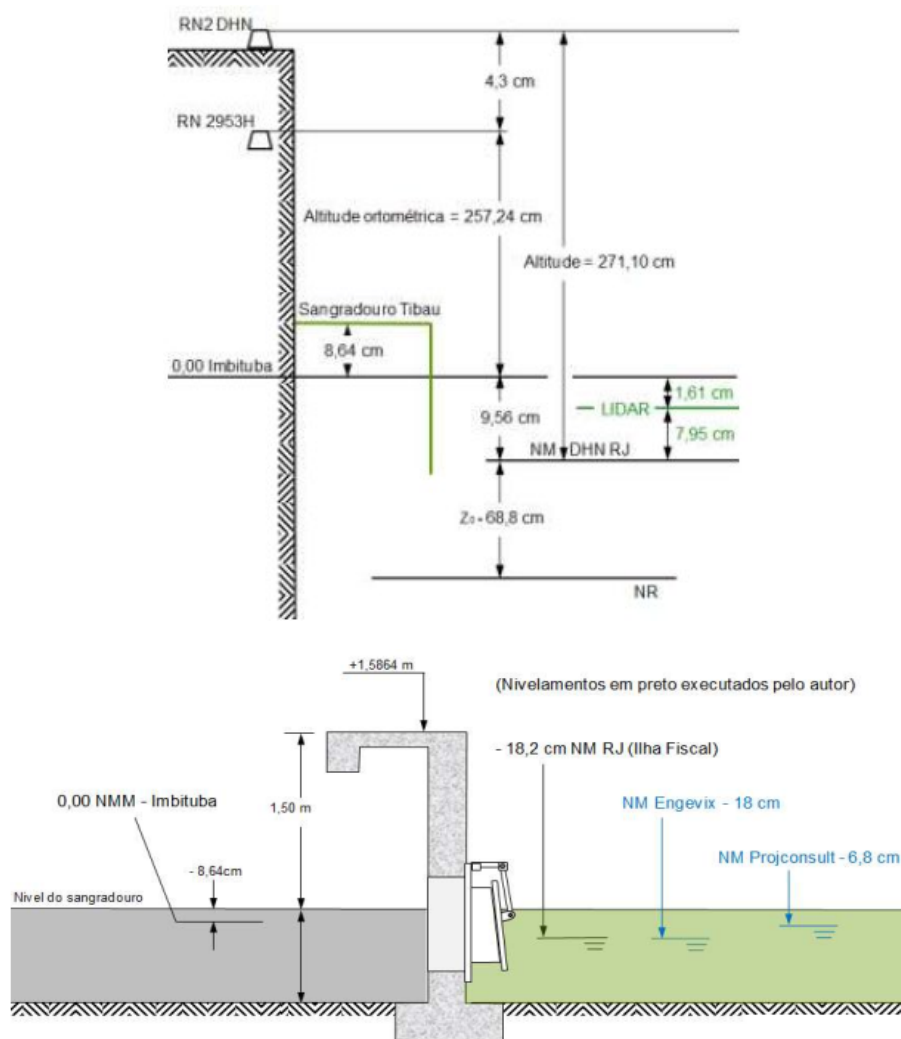 RN2 DHN
4,3 cm
RN 2953H
Altitude ortométrica = 257,24 cm
Altitude = 271,10 cm
Sangradouro Tibau
8,64 cm
0,00 Imbituba
1,61 cm
LIDAR
9,56 cm
7,95 cm
NM - DHN RJ
Z₀ = 68,8 cm
NR
+1,5864 m
(Nivelamentos em preto executados pelo autor)
- 18,2 cm NM RJ (Ilha Fiscal)
0,00 NMM - Imbituba
1,50 m
NM Engevix - 18 cm
NM Projconsult - 6,8 cm
- 8,64cm
Nivel do sangradouro